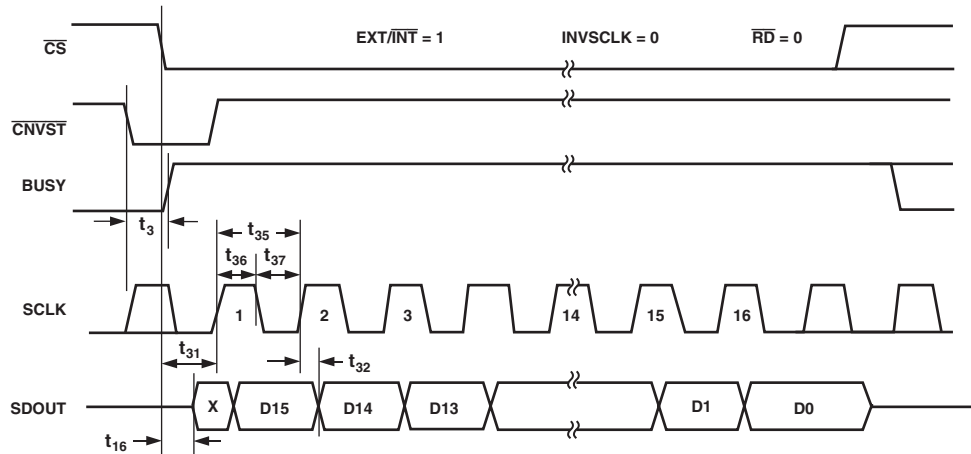 EXT/INT = 1 INVSCLK = 0 RD = 0
CS
CNVST
BUSY
t3
t35
t36 t37
SCLK 1 2 3 14 15 16
t31
t32
SDOUT X D15 D14 D13 D1 D0
t16